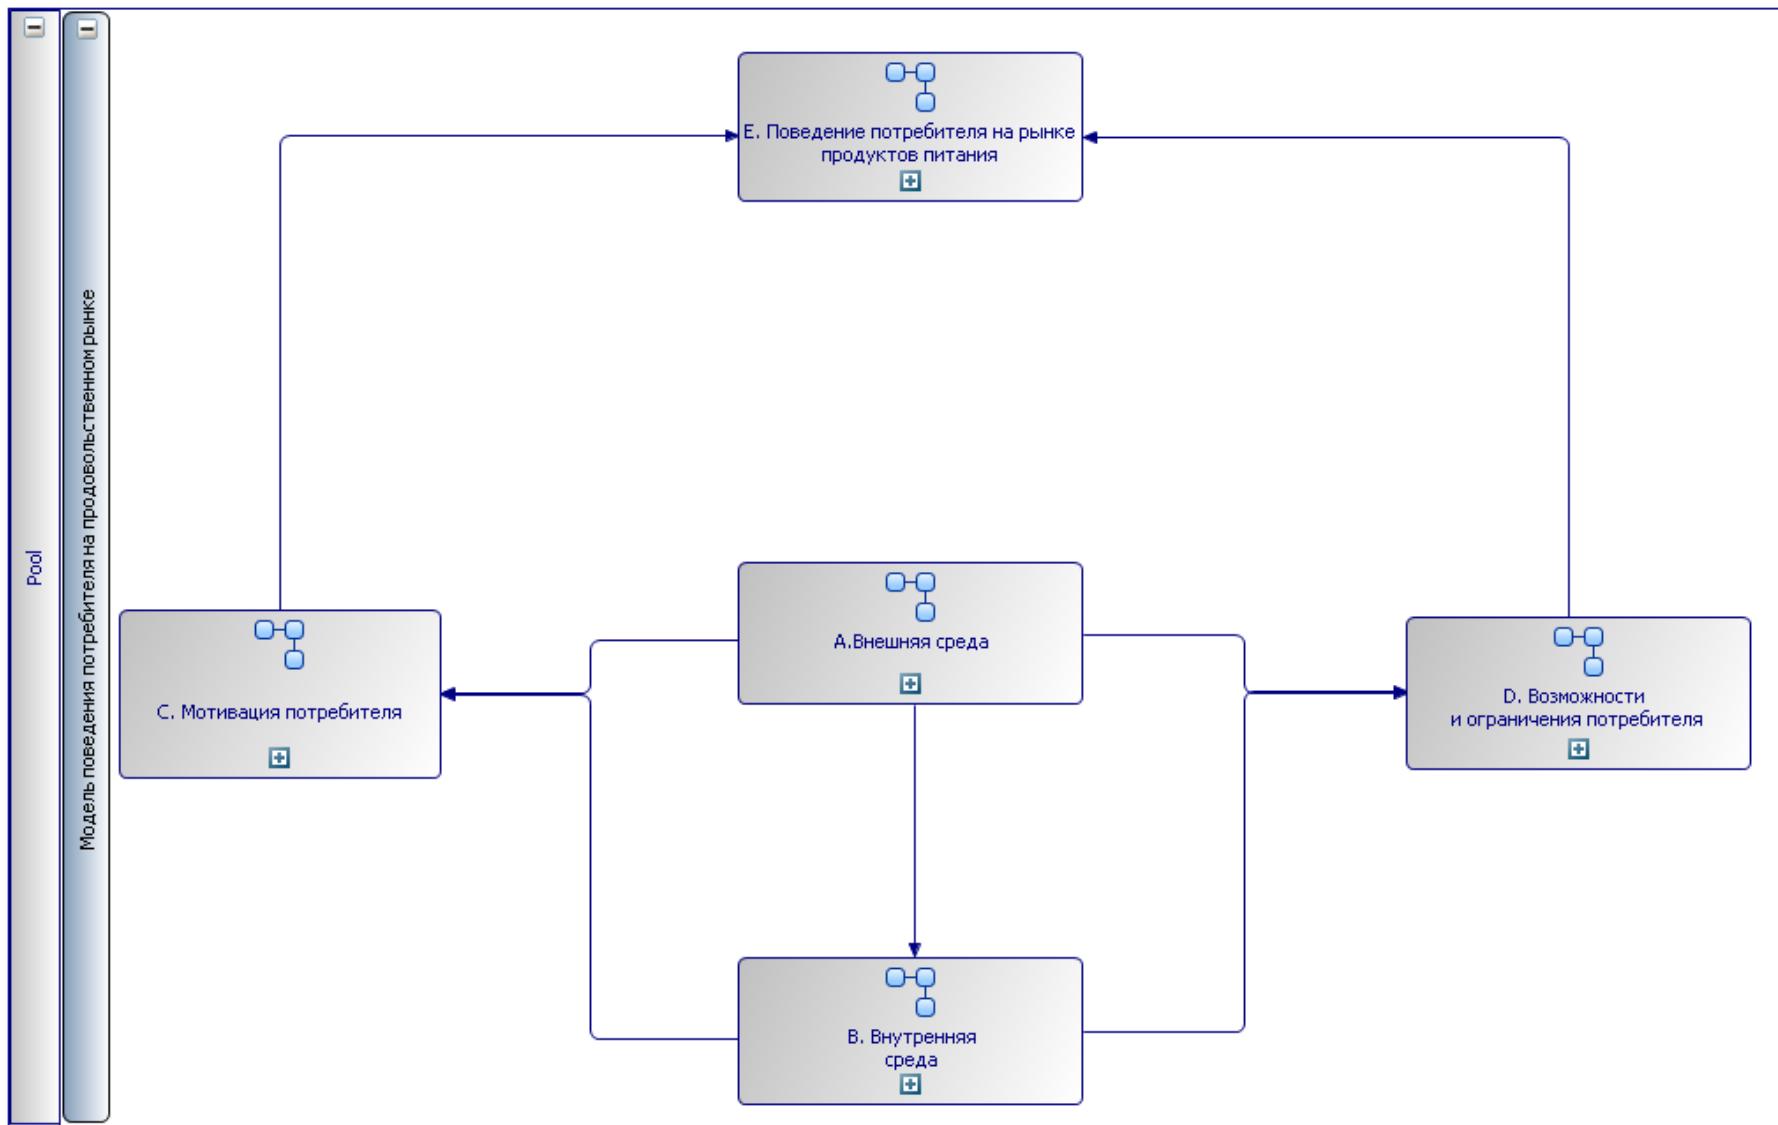 Pool
Модель поведения потребителя на продовольственном рынке
E. Поведение потребителя на рынке
продуктов питания
A.Внешняя среда
C. Мотивация потребителя
D. Возможности
и ограничения потребителя
B. Внутренняя
среда